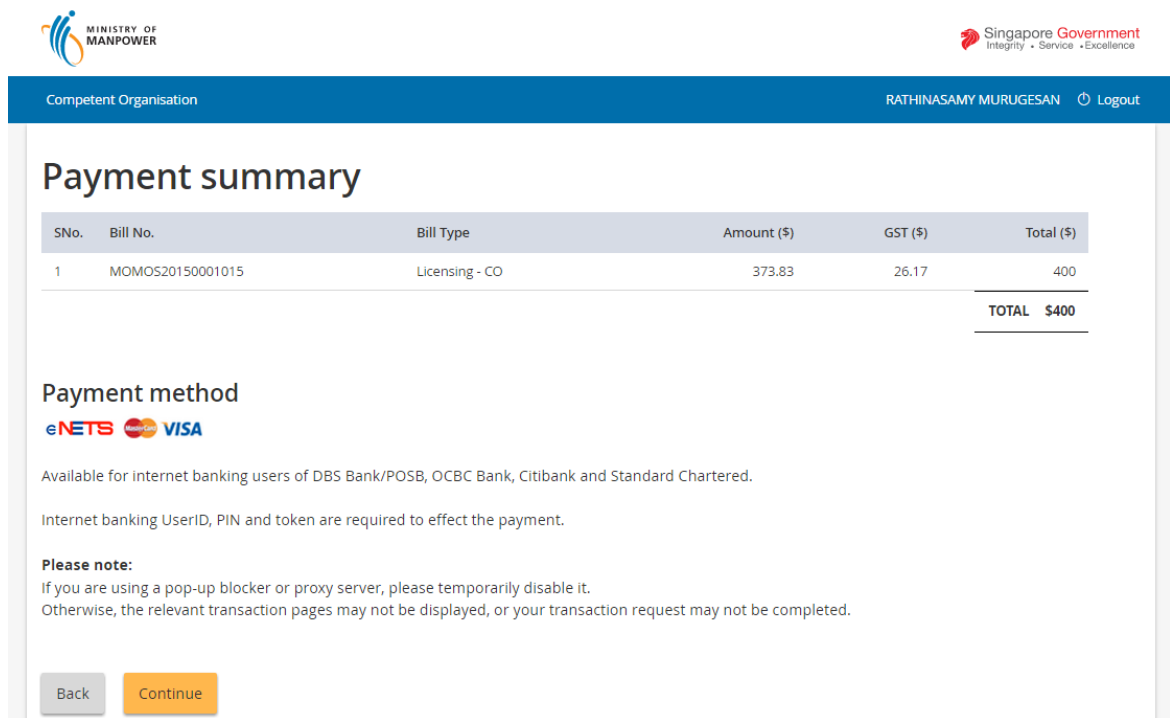 MINISTRY OF
MANPOWER
Singapore Government
Integrity • Service • Excellence
Competent Organisation
RATHINASAMY MURUGESAN Logout
Payment summary
SNo. Bill No. Bill Type Amount ($) GST ($) Total ($)
1 MOMOS20150001015 Licensing - CO 373.83 26.17 400
TOTAL $400
Payment method
eNETS MasterCard VISA
Available for internet banking users of DBS Bank/POSB, OCBC Bank, Citibank and Standard Chartered.
Internet banking UserID, PIN and token are required to effect the payment.
Please note:
If you are using a pop-up blocker or proxy server, please temporarily disable it.
Otherwise, the relevant transaction pages may not be displayed, or your transaction request may not be completed.
Back Continue